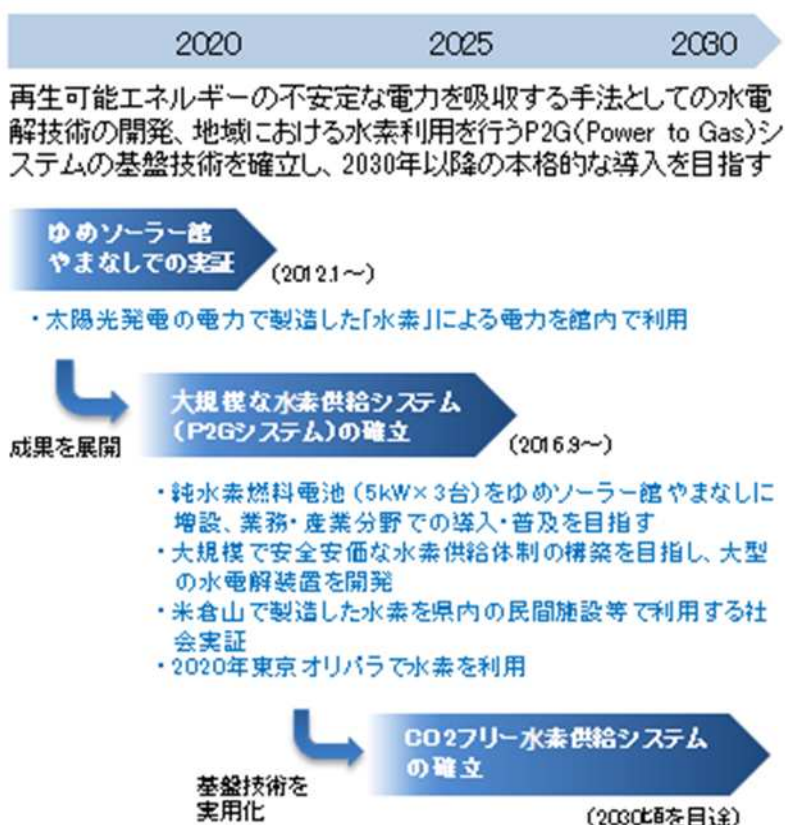 2020 2025 2030
再生可能エネルギーの不安定な電力を吸収する手法としての水電
解技術の開発、地域における水素利用を行うP2G(Power to Gas)シ
ステムの基盤技術を確立し、2030年以降の本格的な導入を目指す
ゆめソーラー館
やまなしでの実証
(2012.1～)
・太陽光発電の電力で製造した「水素」による電力を館内で利用
大規模な水素供給システム
(P2Gシステム)の確立
成果を展開
(2016.9～)
・純水素燃料電池(5kW×3台)をゆめソーラー館やまなしに
増設、業務・産業分野での導入・普及を目指す
・大規模で安全安価な水素供給体制の構築を目指し、大型
の水電解装置を開発
・米倉山で製造した水素を県内の民間施設等で利用する社
会実証
・2020年東京オリパラで水素を利用
CO2フリー水素供給システム
の確立
基盤技術を
実用化
(2030頃を目途)